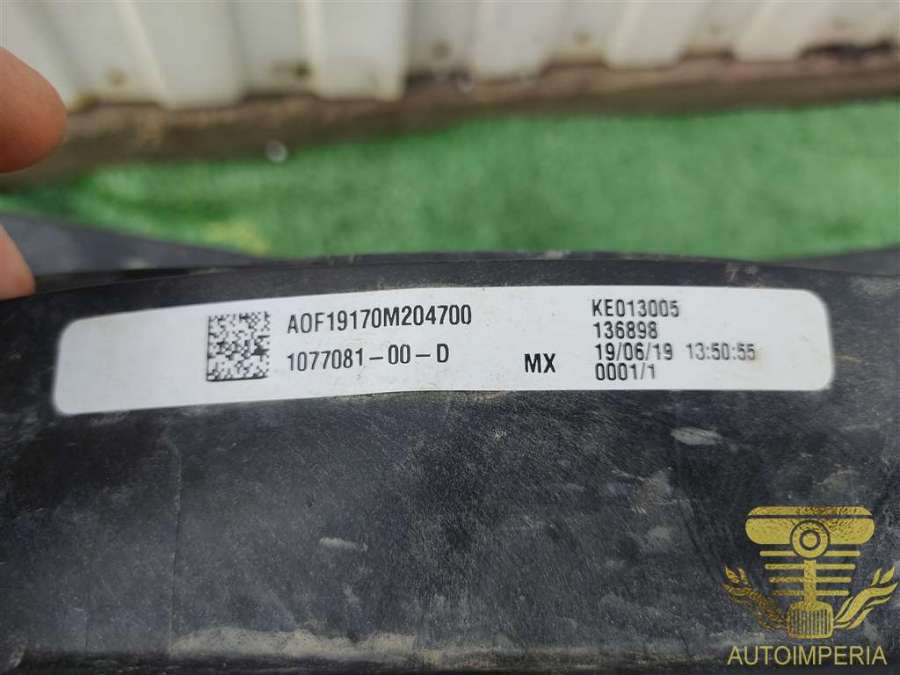 AOF19170M204700
1077081-00-D
MX
KE013005
136898
19/06/19 13:50:55
0001/1
AUTOIMPERIA